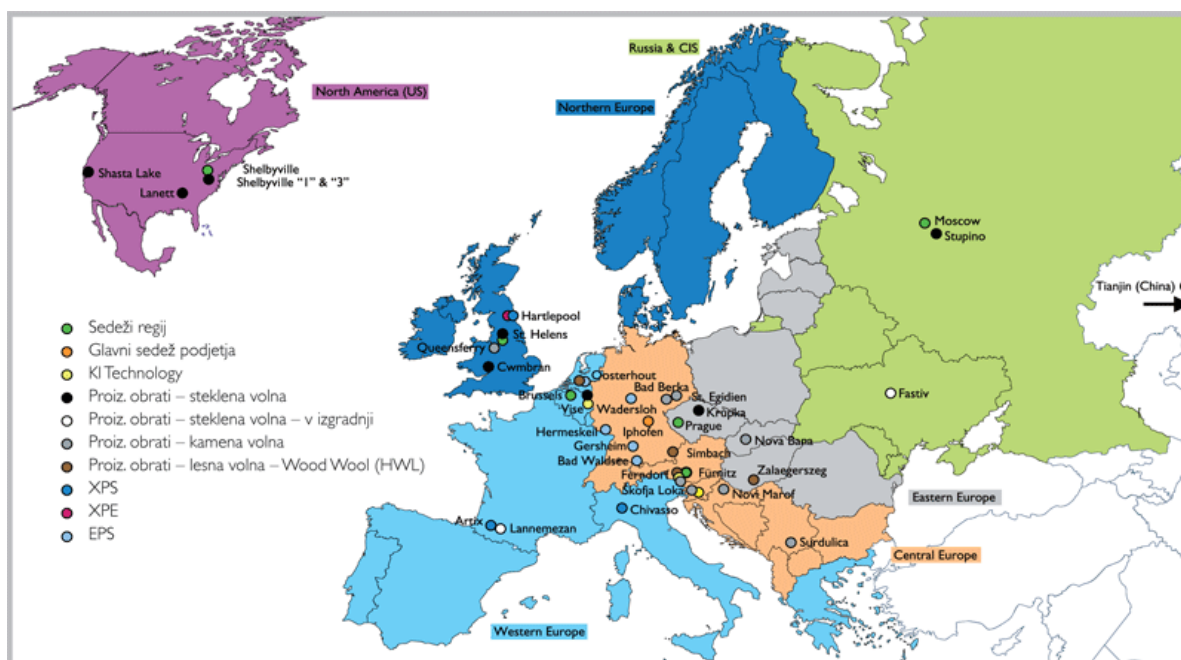 Russia & CIS
North America (US)
Northern Europe
Shasta Lake
Shelbyville
Shelbyville "1" & "3"
Lanett
Moscow
Stupino
Tianjin (China)
Hartlepool
St. Helens
Queensferry
Cwmbran
Sedeži regij
Glavni sedež podjetja
KI Technology
Proiz. obrati – steklena volna
Proiz. obrati – steklena volna – v izgradnji
Proiz. obrati – kamena volna
Proiz. obrati – lesna volna – Wood Wool (HWL)
XPS
XPE
EPS
Oosterhout
Brussels
Bad Berka
St. Egidien
Fastiv
Vise
Wadersloh
Krupka
Prague
Hermeskeil
Iphofen
Nova Bana
Gersheim
Simbach
Bad Waldsee
Ferndorf
Fürnitz
Zalaegerszeg
Škofja Loka
Novi Marof
Eastern Europe
Chivasso
Artix
Lannemezan
Surdulica
Central Europe
Western Europe